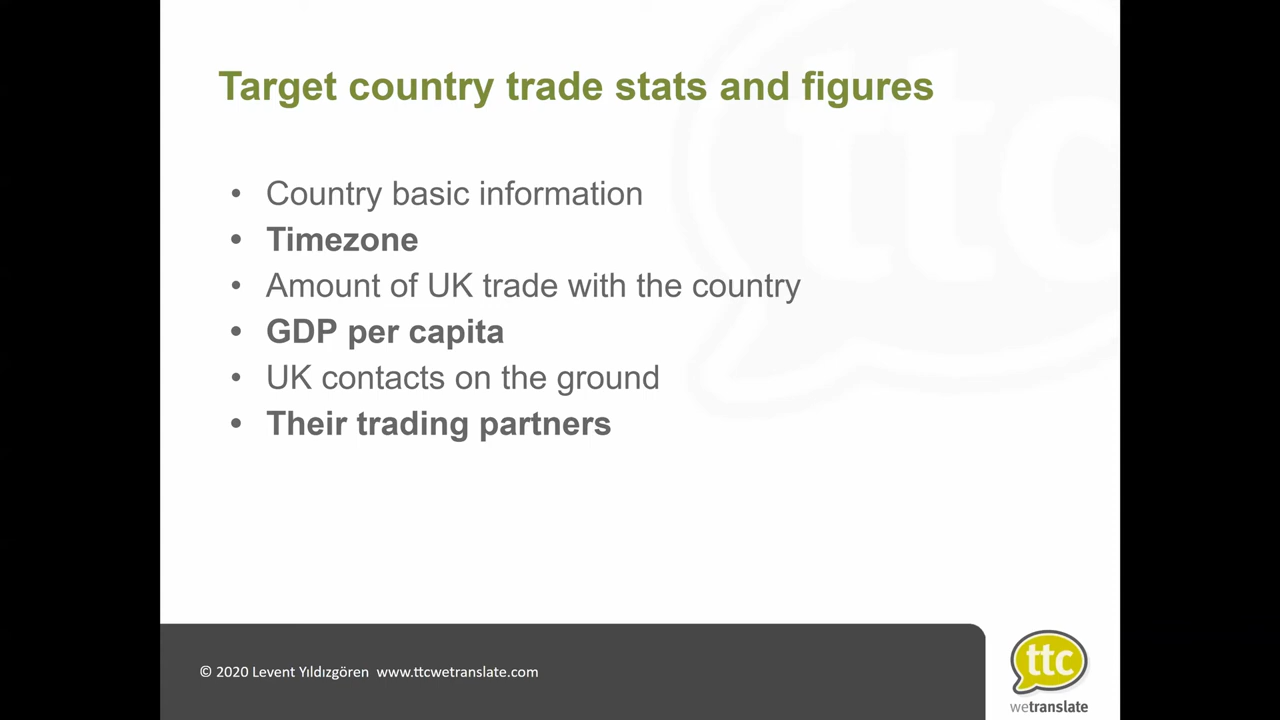 Target country trade stats and figures
• Country basic information
• Timezone
• Amount of UK trade with the country
• GDP per capita
• UK contacts on the ground
• Their trading partners
© 2020 Levent Yıldızgören www.ttcwetranslate.com
ttc
wetranslate
ttc